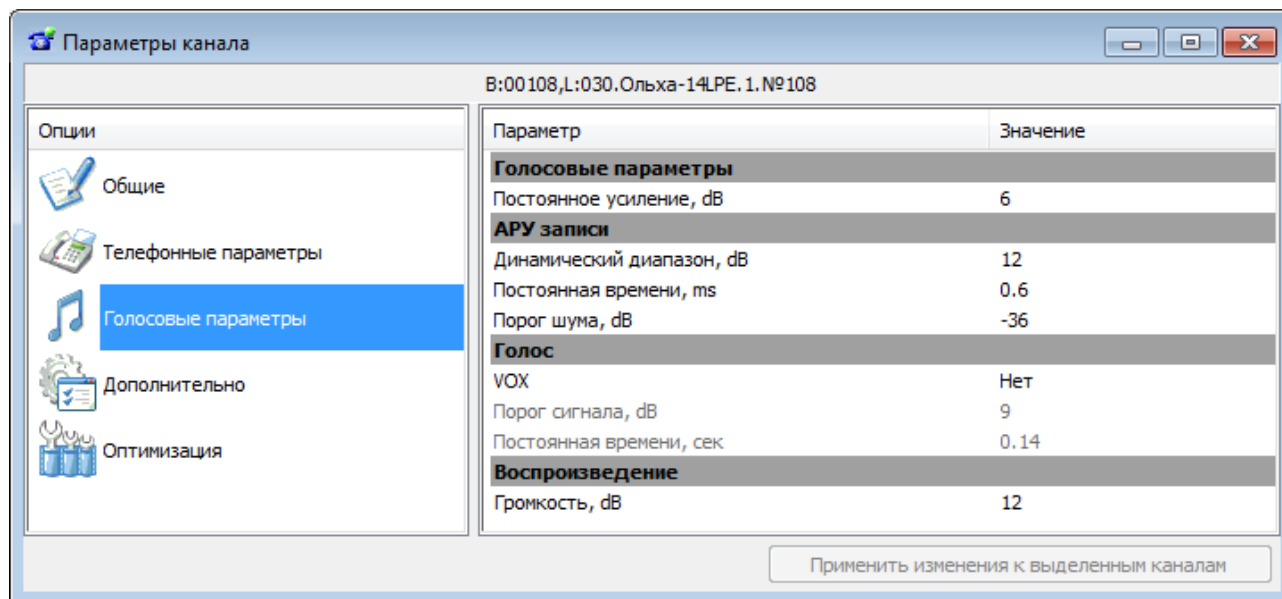 Параметры канала
B:00108,L:030.Ольха-14LPE.1.№108
Опции
Общие
Телефонные параметры
Голосовые параметры
Дополнительно
Оптимизация
Параметр Значение
Голосовые параметры
Постоянное усиление, dB 6
АРУ записи
Динамический диапазон, dB 12
Постоянная времени, ms 0.6
Порог шума, dB -36
Голос
VOX Нет
Порог сигнала, dB 9
Постоянная времени, сек 0.14
Воспроизведение
Громкость, dB 12
Применить изменения к выделенным каналам